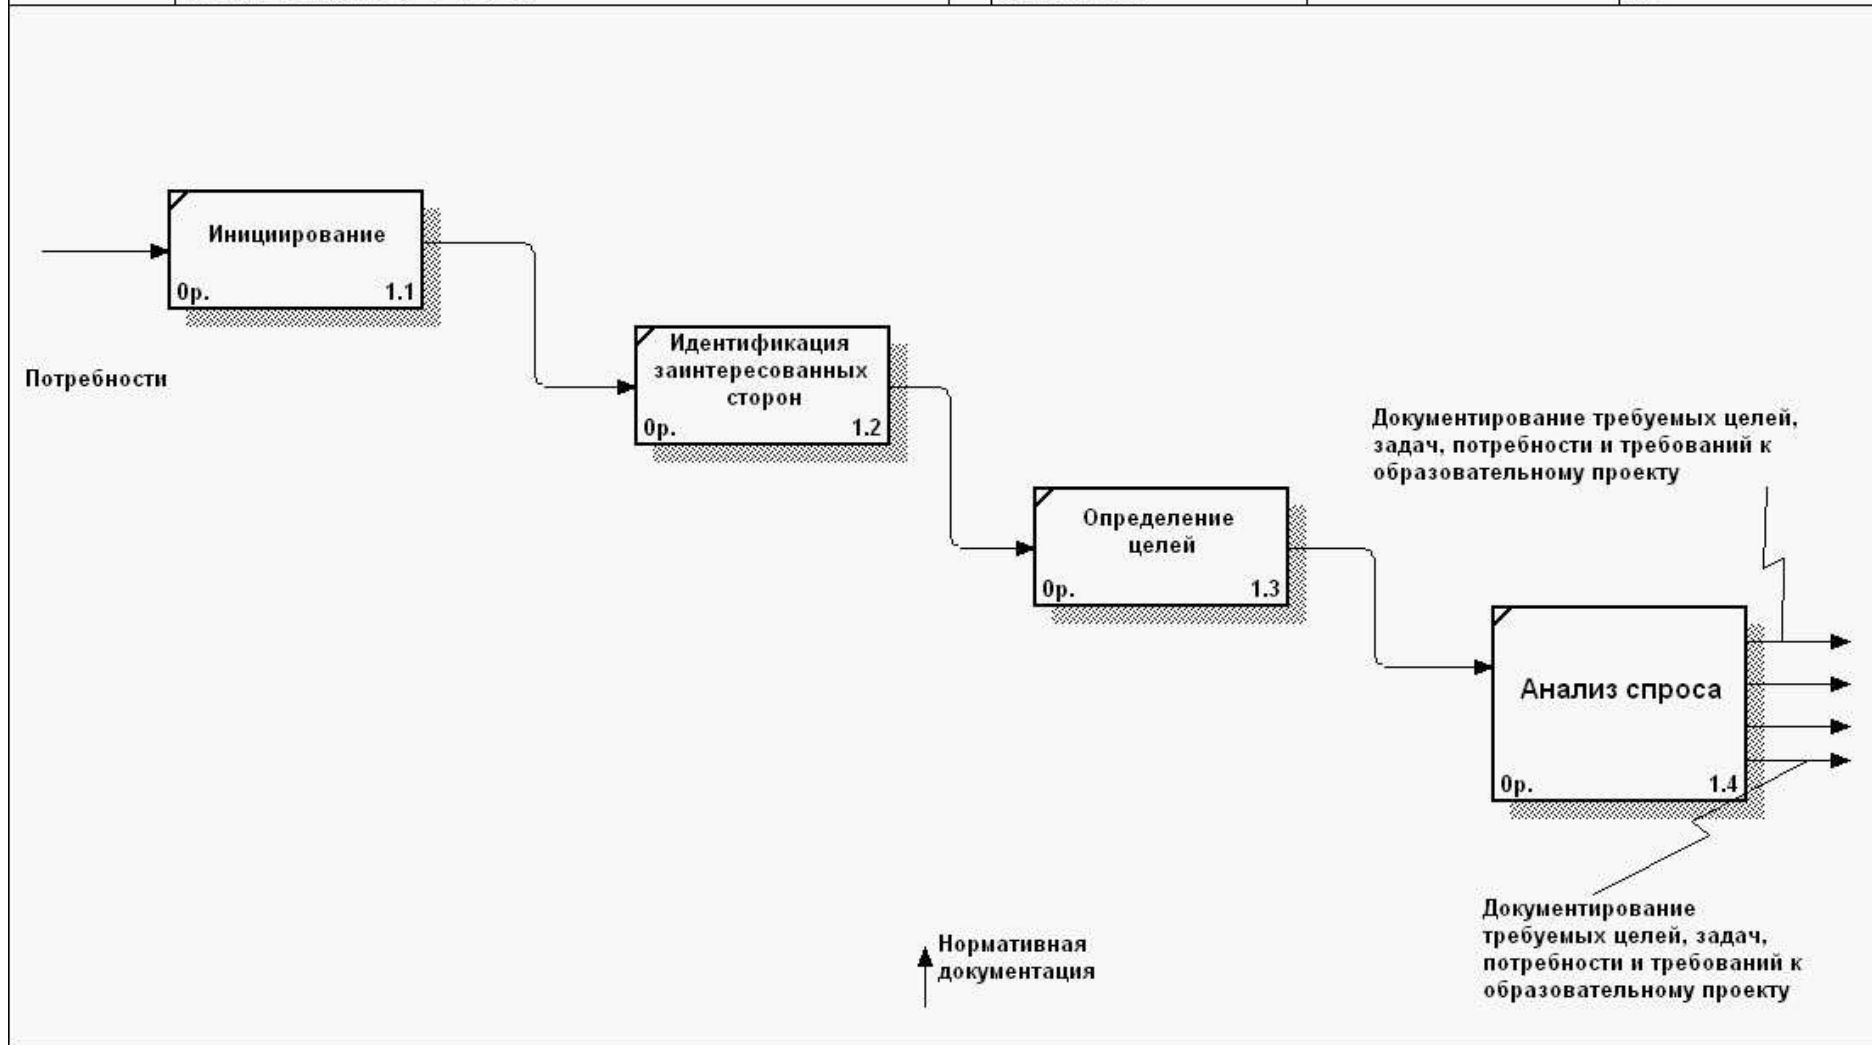 Инициирование
0р. 1.1
Потребности
Идентификация
заинтересованных
сторон
0р. 1.2
Документирование требуемых целей,
задач, потребности и требований к
образовательному проекту
Определение
целей
0р. 1.3
Анализ спроса
0р. 1.4
Документирование
требуемых целей, задач,
потребности и требований к
образовательному проекту
Нормативная
документация